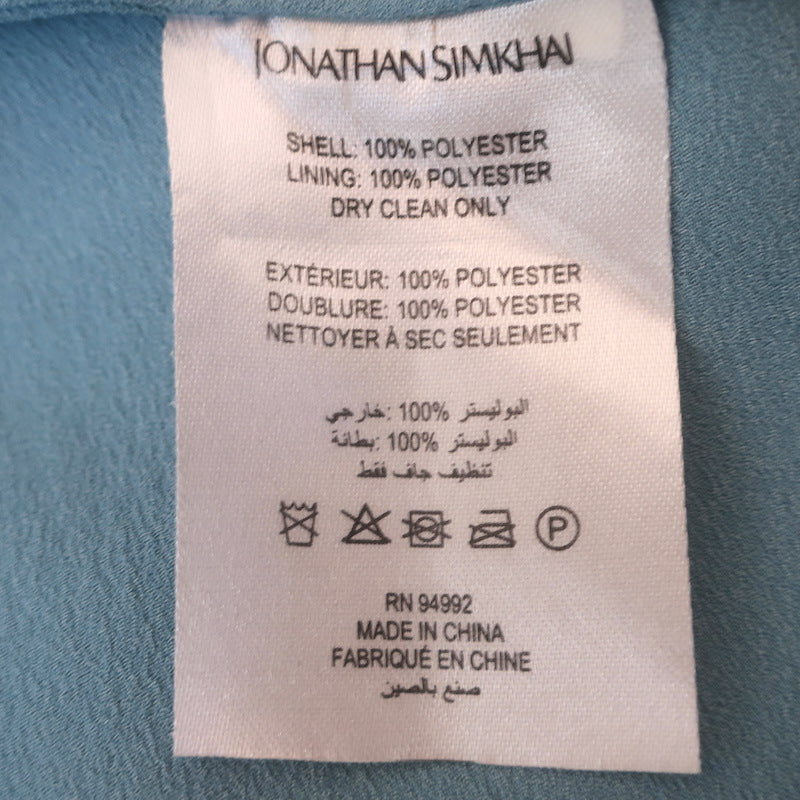 JONATHAN SIMKHAI
SHELL: 100% POLYESTER
LINING: 100% POLYESTER
DRY CLEAN ONLY
EXTÉRIEUR: 100% POLYESTER
DOUBLURE: 100% POLYESTER
NETTOYER À SEC SEULEMENT
البوليستر %100 :خارجي
البوليستر %100 :بطانة
تنظيف جاف فقط
P
RN 94992
MADE IN CHINA
FABRIQUÉ EN CHINE
صنع بالصين